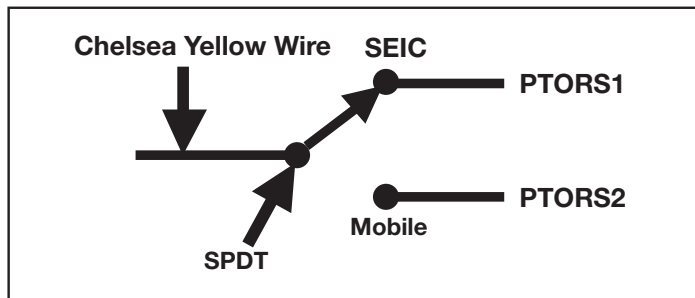 Chelsea Yellow Wire
SEIC
PTORS1
PTORS2
Mobile
SPDT